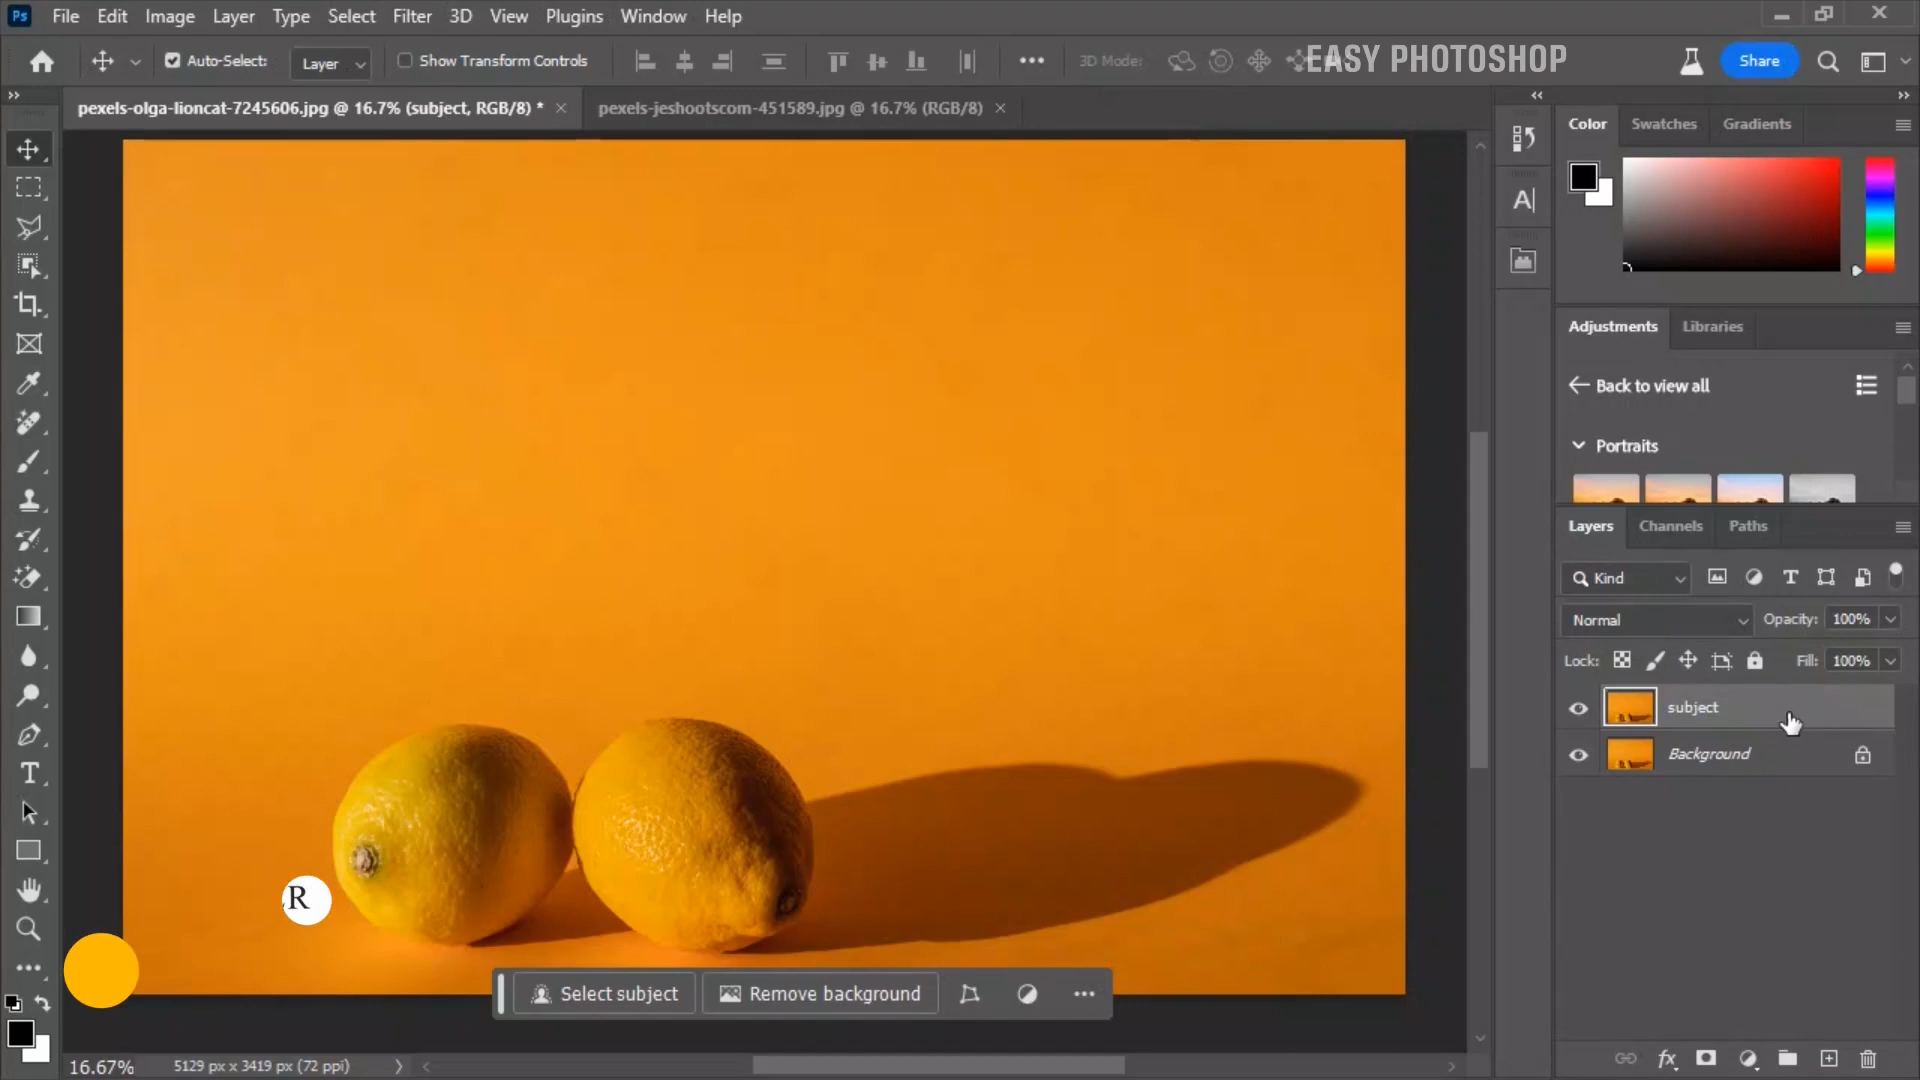 Ps File Edit Image Layer Type Select Filter 3D View Plugins Window Help
Auto-Select: Layer Show Transform Controls 3D Mode: EASY PHOTOSHOP Share
pexels-olga-lioncat-7245606.jpg @ 16.7% (subject, RGB/8) * pexels-jeshootscom-451589.jpg @ 16.7% (RGB/8)
Color Swatches Gradients
Adjustments Libraries
Back to view all
Portraits
Layers Channels Paths
Kind
Normal Opacity: 100%
Lock: Fill: 100%
subject
Background
R
Select subject Remove background
16.67% 5129 px x 3419 px (72 ppi)